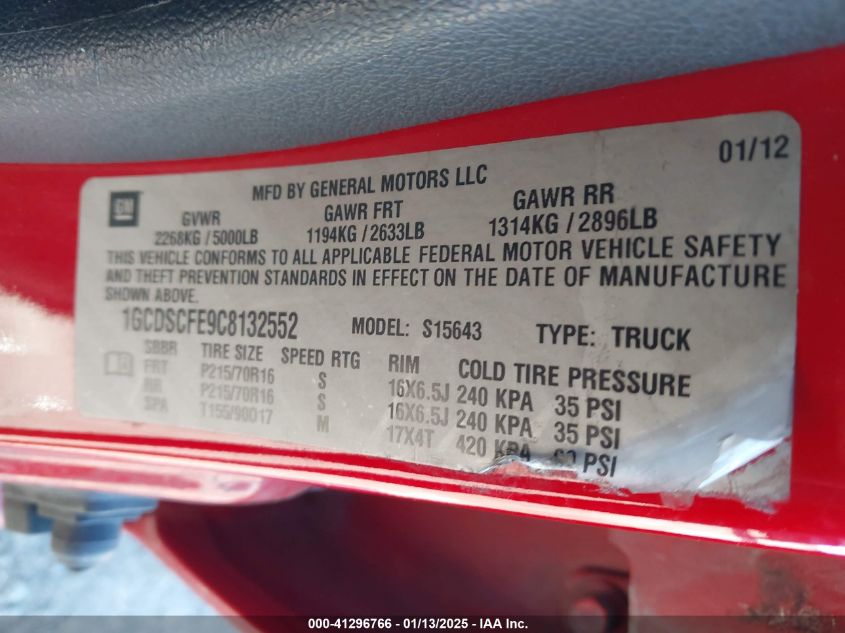 01/12
MFD BY GENERAL MOTORS LLC
GM
GVWR GAWR FRT GAWR RR
2268KG / 5000LB 1194KG / 2633LB 1314KG / 2896LB
THIS VEHICLE CONFORMS TO ALL APPLICABLE FEDERAL MOTOR VEHICLE SAFETY
AND THEFT PREVENTION STANDARDS IN EFFECT ON THE DATE OF MANUFACTURE
SHOWN ABOVE.
1GCDSCFE9C8132552 MODEL: S15643 TYPE: TRUCK
SBBR TIRE SIZE SPEED RTG RIM COLD TIRE PRESSURE
FRT P215/70R16 S 16X6.5J 240 KPA 35 PSI
RR P215/70R16 S 16X6.5J 240 KPA 35 PSI
SPA T155/90D17 M 17X4T 420 KPA PSI
000-41296766 - 01/13/2025 - IAA Inc.